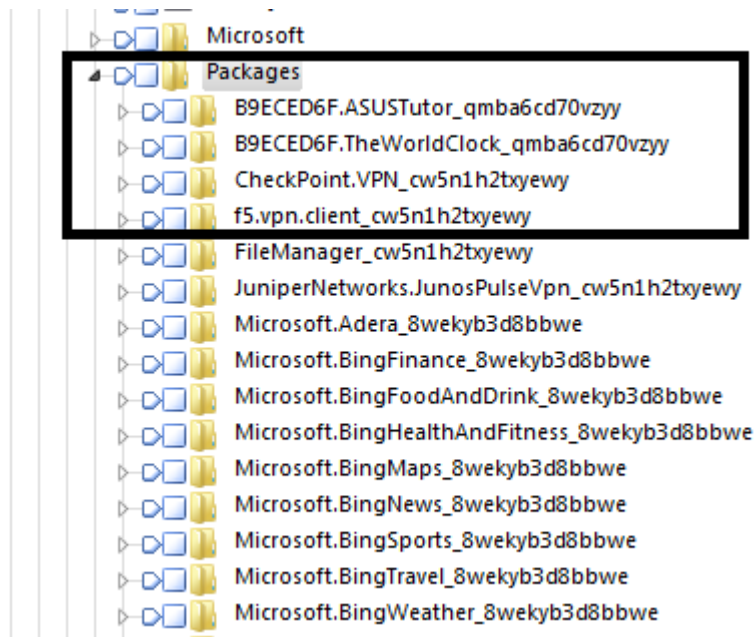 Microsoft
Packages
B9ECED6F.ASUSTutor_qmba6cd70vzyy
B9ECED6F.TheWorldClock_qmba6cd70vzyy
CheckPoint.VPN_cw5n1h2txyewy
f5.vpn.client_cw5n1h2txyewy
FileManager_cw5n1h2txyewy
JuniperNetworks.JunosPulseVpn_cw5n1h2txyewy
Microsoft.Adera_8wekyb3d8bbwe
Microsoft.BingFinance_8wekyb3d8bbwe
Microsoft.BingFoodAndDrink_8wekyb3d8bbwe
Microsoft.BingHealthAndFitness_8wekyb3d8bbwe
Microsoft.BingMaps_8wekyb3d8bbwe
Microsoft.BingNews_8wekyb3d8bbwe
Microsoft.BingSports_8wekyb3d8bbwe
Microsoft.BingTravel_8wekyb3d8bbwe
Microsoft.BingWeather_8wekyb3d8bbwe